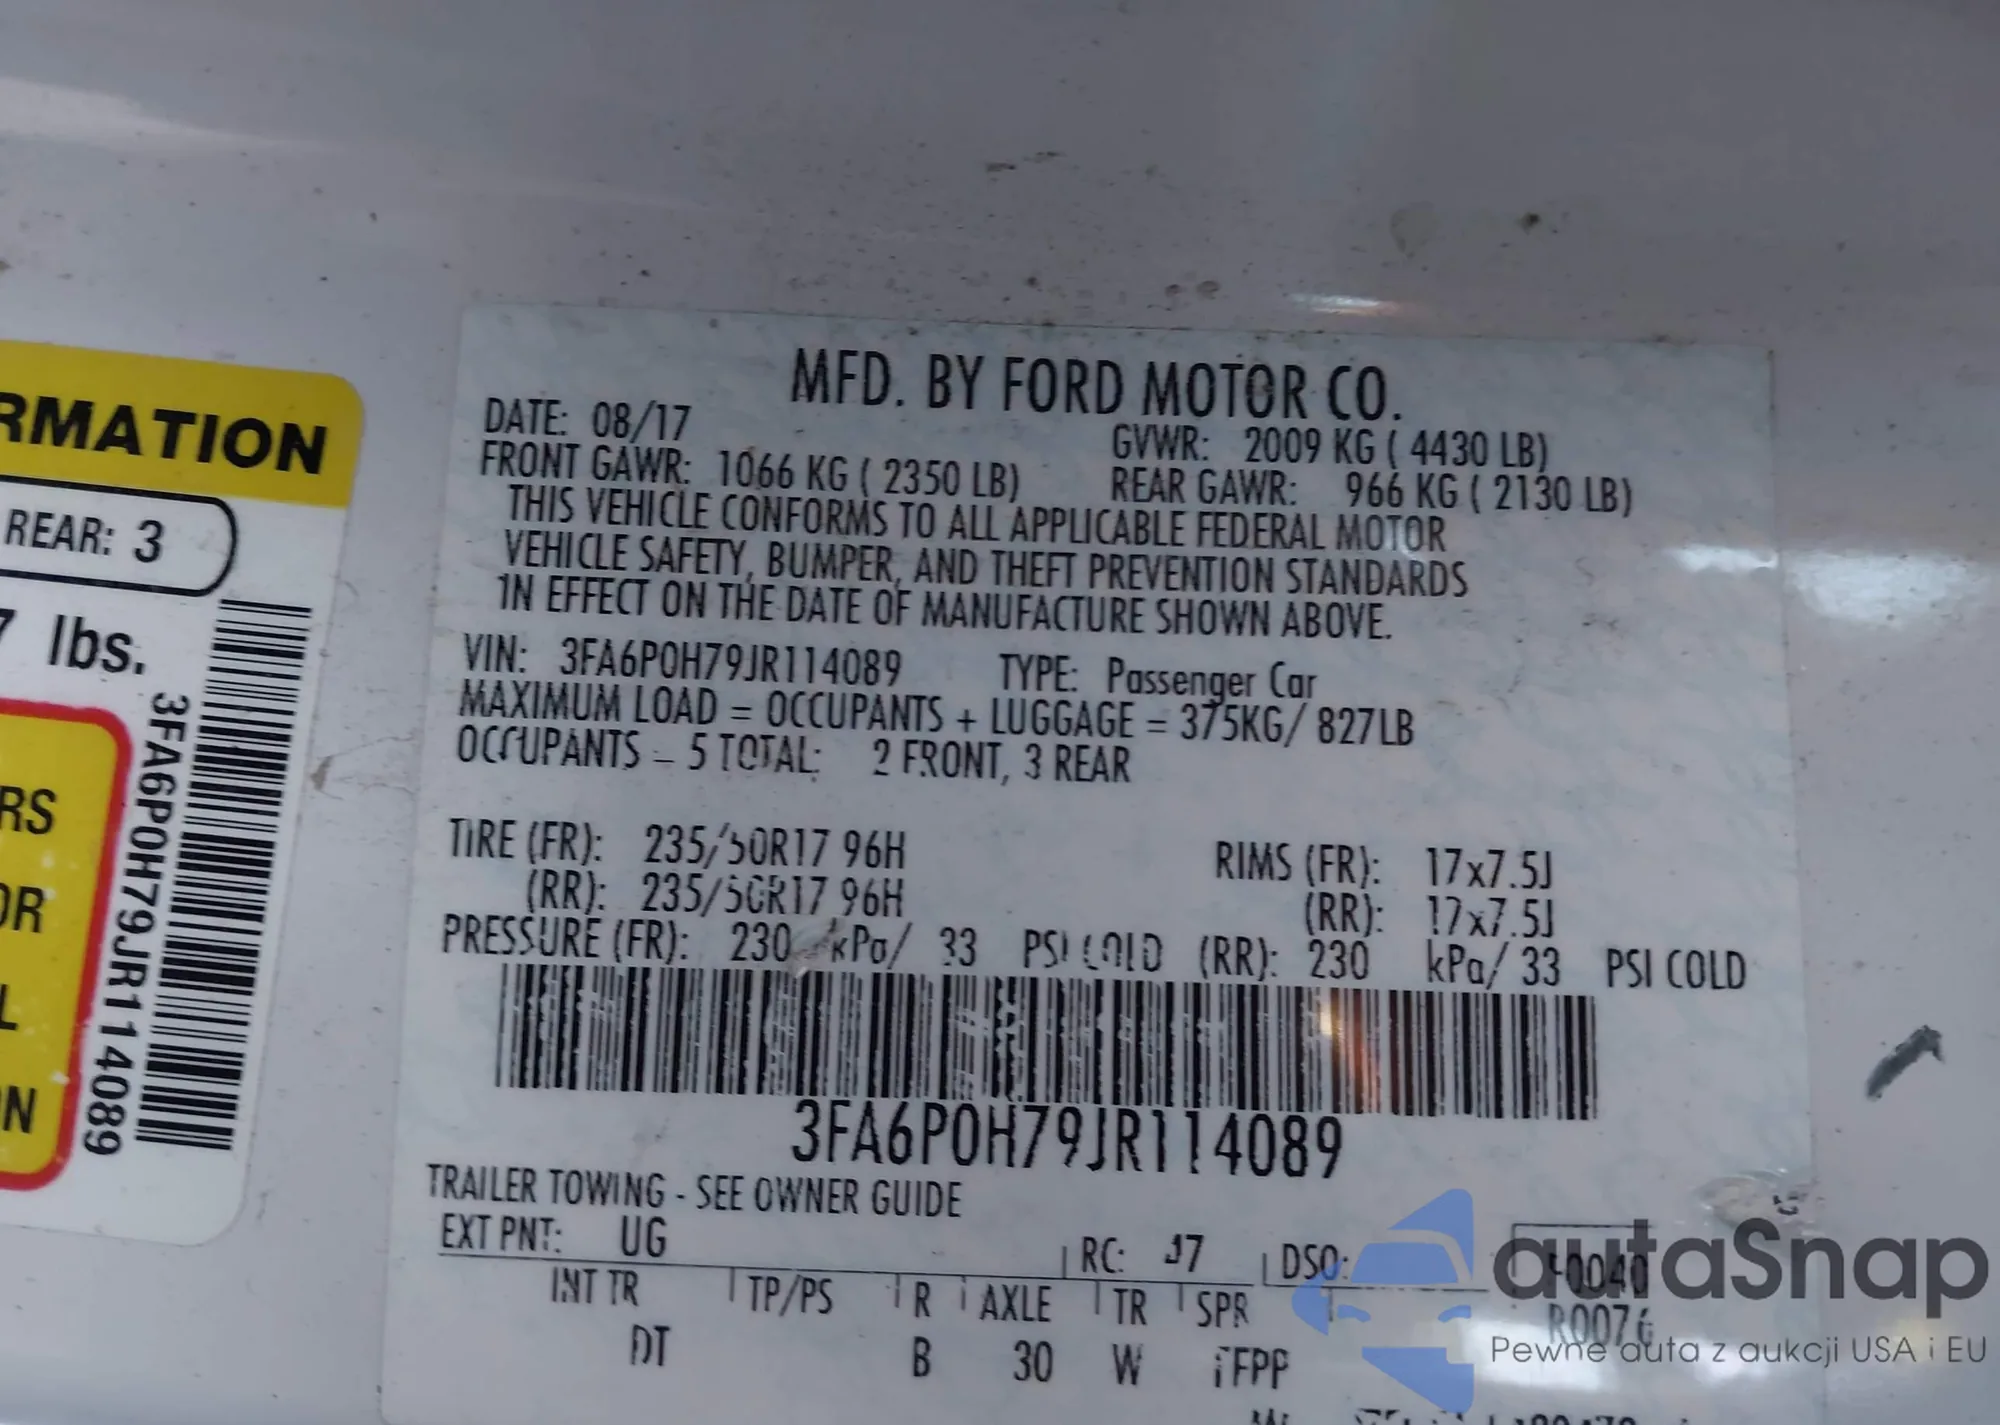 RMATION
REAR: 3
7 lbs.
3FA6P0H79JR114089
RS
OR
L
ON
MFD. BY FORD MOTOR CO.
DATE: 08/17
GVWR: 2009 KG ( 4430 LB)
FRONT GAWR: 1066 KG ( 2350 LB)
REAR GAWR: 966 KG ( 2130 LB)
THIS VEHICLE CONFORMS TO ALL APPLICABLE FEDERAL MOTOR
VEHICLE SAFETY, BUMPER, AND THEFT PREVENTION STANDARDS
IN EFFECT ON THE DATE OF MANUFACTURE SHOWN ABOVE.
VIN: 3FA6P0H79JR114089 TYPE: Passenger Car
MAXIMUM LOAD = OCCUPANTS + LUGGAGE = 375KG/ 827LB
OCCUPANTS - 5 TOTAL: 2 FRONT, 3 REAR
TIRE (FR): 235/50R17 96H RIMS (FR): 17x7.5J
(RR): 235/50R17 96H (RR): 17x7.5J
PRESSURE (FR): 230 kPa/ 33 PSI COLD (RR): 230 kPa/ 33 PSI COLD
3FA6P0H79JR114089
TRAILER TOWING - SEE OWNER GUIDE
EXT PNT: UG RC: 47 DSO:
INT TR TP/PS R AXLE TR SPR
DT B 30 W
autaSnap
Pewne auta z aukcji USA i EU